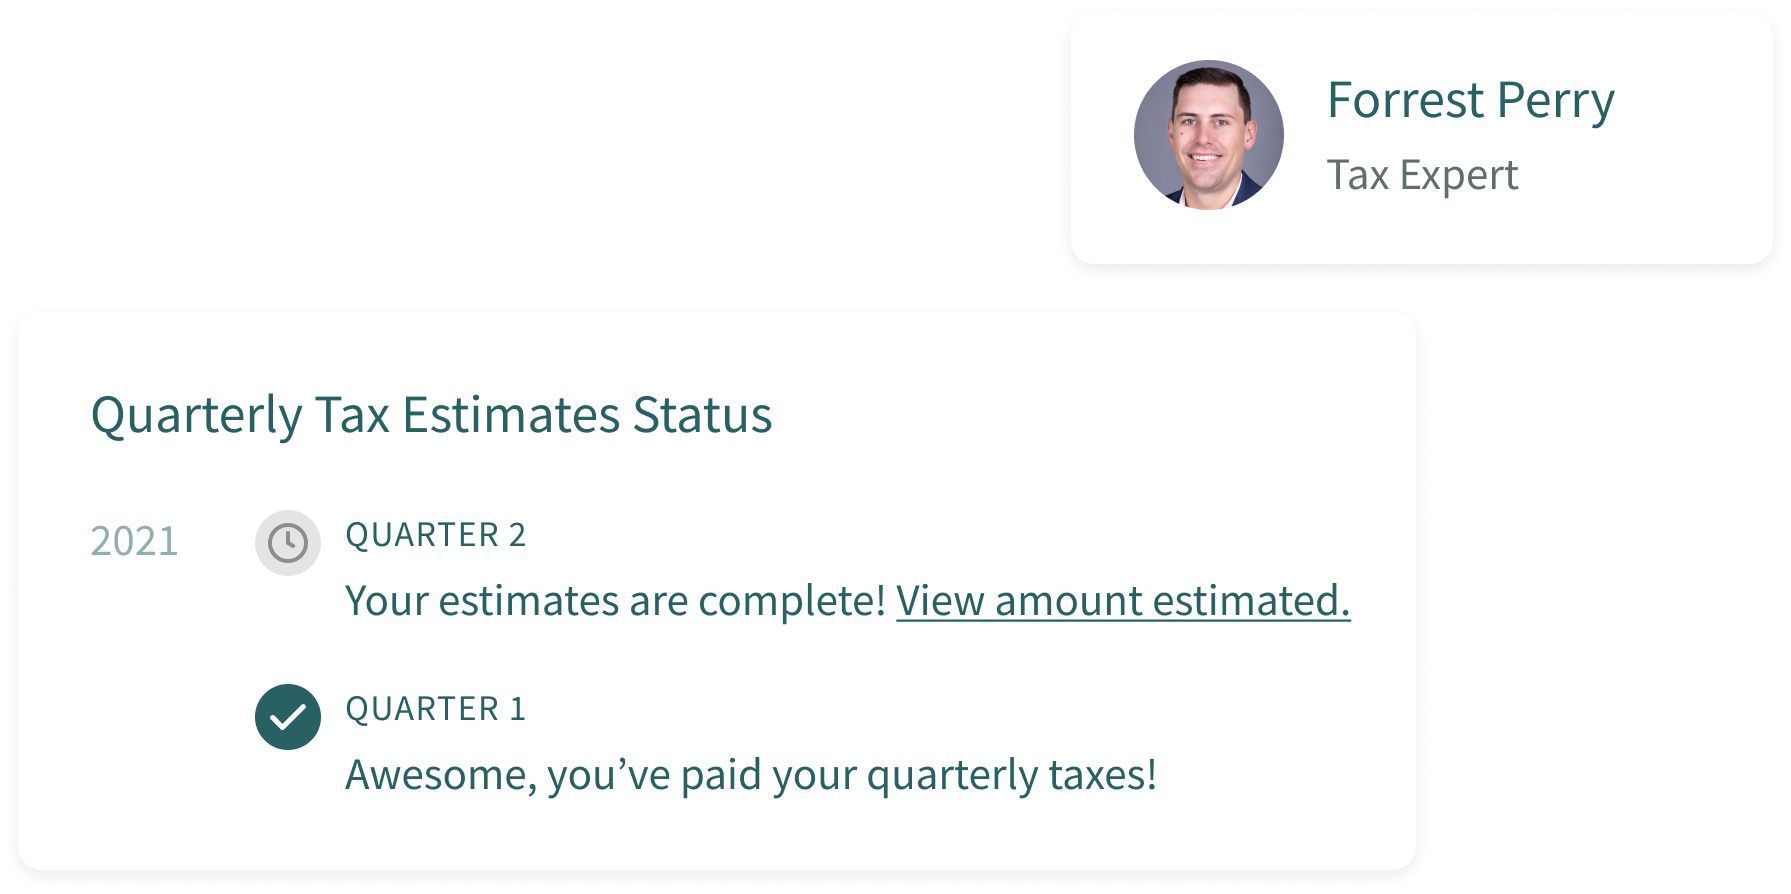 Forrest Perry
Tax Expert
Quarterly Tax Estimates Status
2021
QUARTER 2
Your estimates are complete! View amount estimated.
QUARTER 1
Awesome, you’ve paid your quarterly taxes!